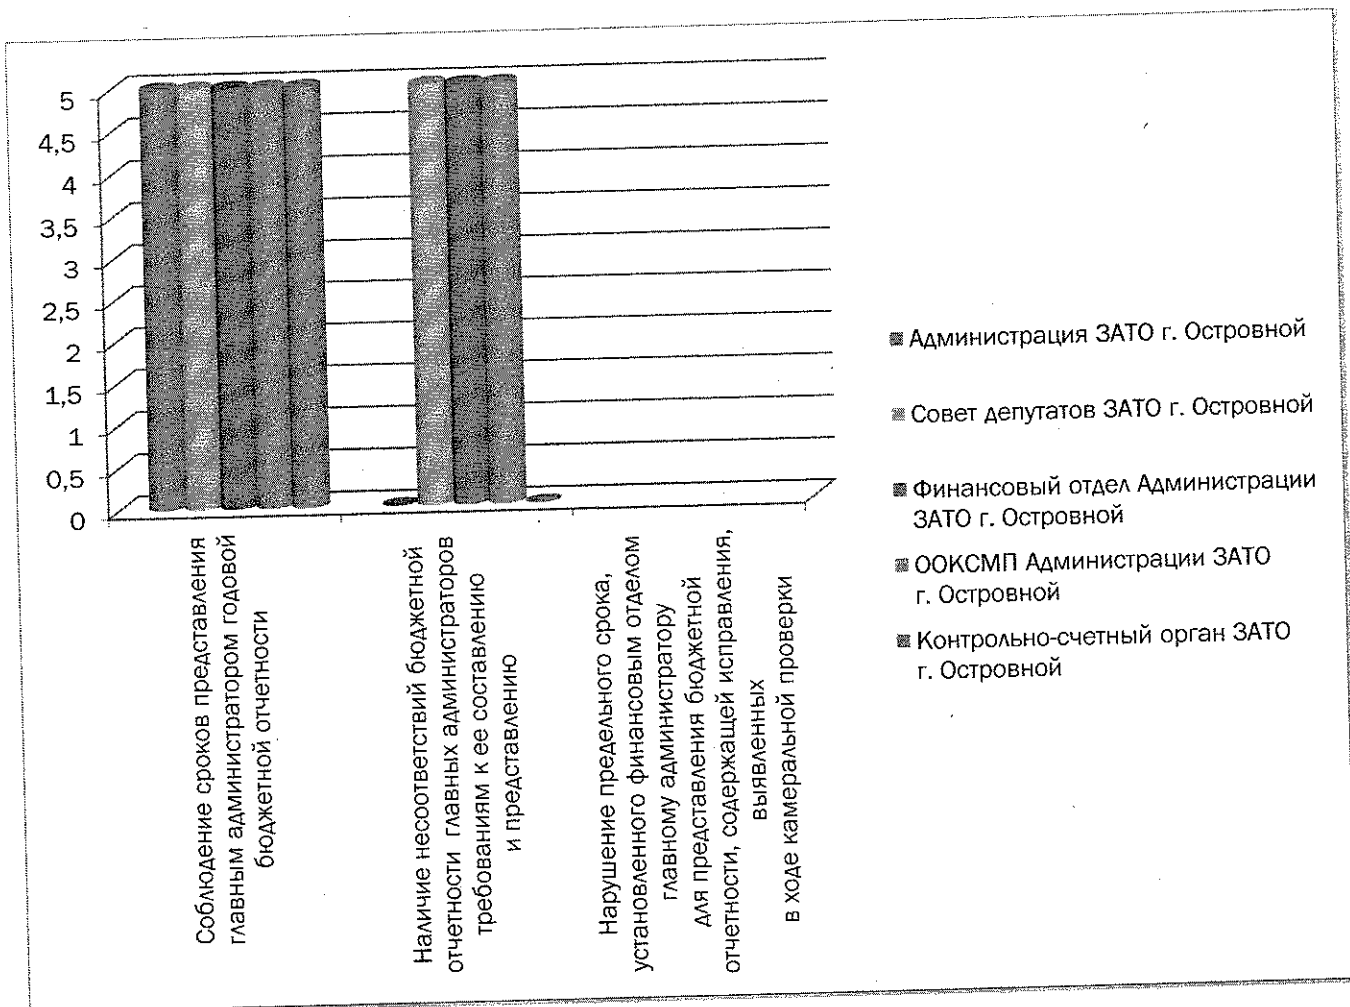 5
4,5
4
3,5
3
2,5
2
1,5
1
0,5
0
Соблюдение сроков представления
главным администратором годовой
бюджетной отчетности
Наличие несоответствий бюджетной
отчетности главных администраторов
требованиям к ее составлению
и представлению
Нарушение предельного срока,
установленного финансовым отделом
главному администратору
для представления бюджетной
отчетности, содержащей исправления,
выявленных
в ходе камеральной проверки
Администрация ЗАТО г. Островной
Совет депутатов ЗАТО г. Островной
Финансовый отдел Администрации
ЗАТО г. Островной
ООКСМП Администрации ЗАТО
г. Островной
Контрольно-счетный орган ЗАТО
г. Островной